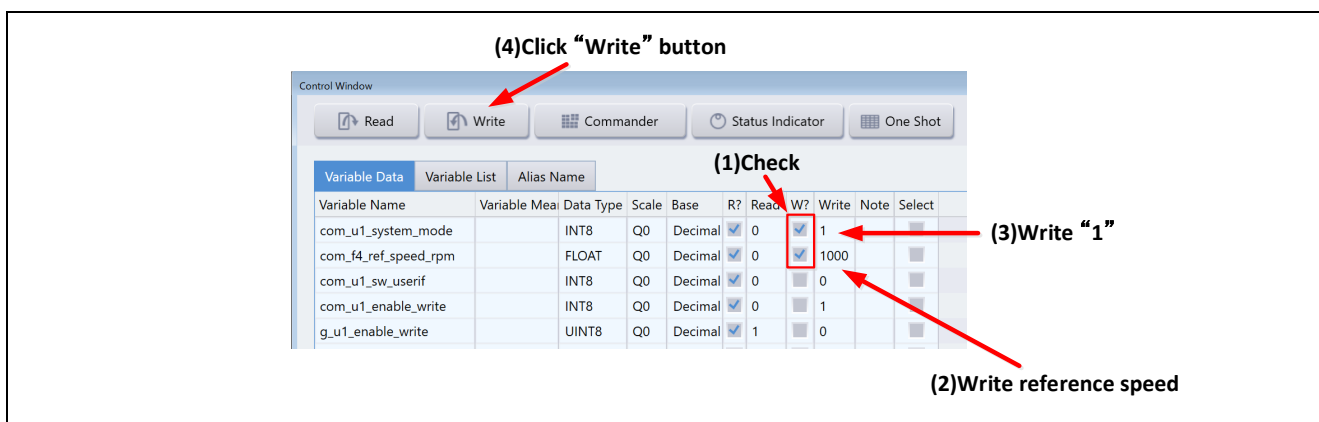 (4)Click “Write” button
Control Window
Read Write Commander Status Indicator One Shot
(1)Check
Variable Data Variable List Alias Name
Variable Name Variable Mea Data Type Scale Base R? Read W? Write Note Select
com_u1_system_mode INT8 Q0 Decimal 0 1
(3)Write “1”
com_f4_ref_speed_rpm FLOAT Q0 Decimal 0 1000
com_u1_sw_userif INT8 Q0 Decimal 0 0
com_u1_enable_write INT8 Q0 Decimal 0 1
g_u1_enable_write UINT8 Q0 Decimal 1 0
(2)Write reference speed